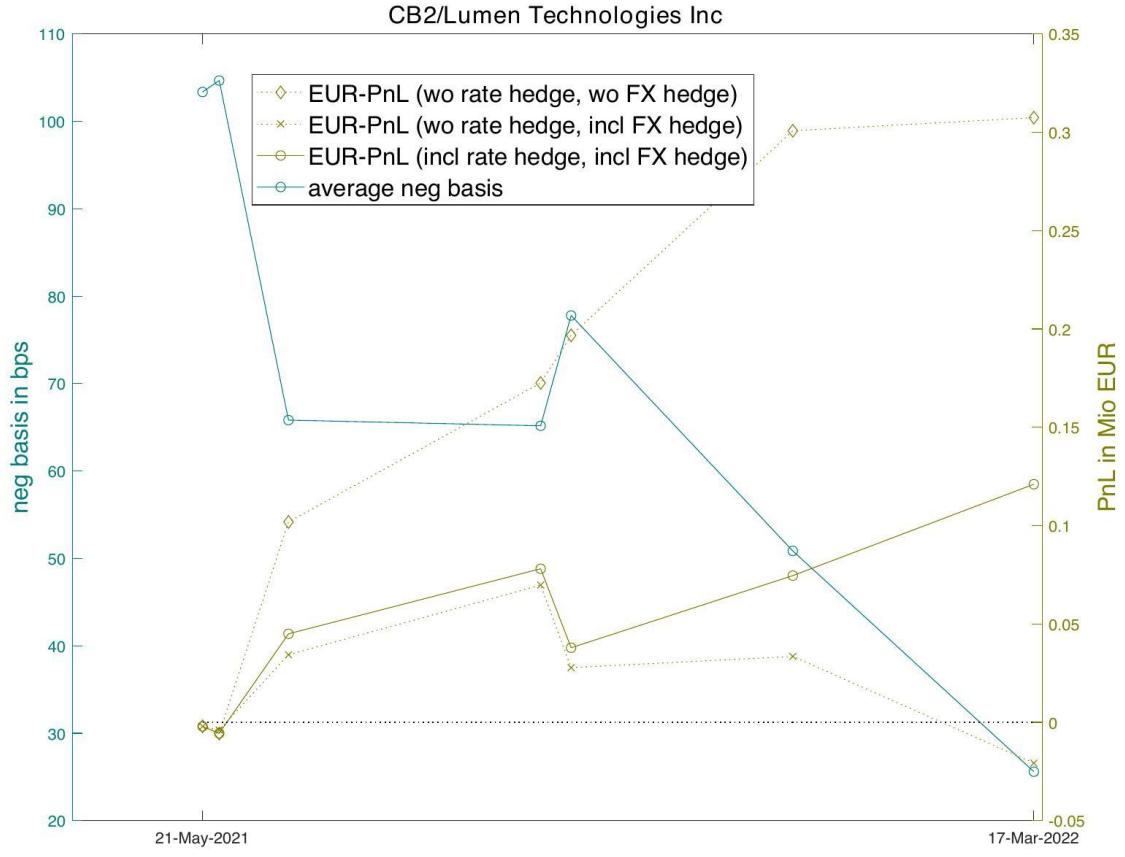 CB2/Lumen Technologies Inc
EUR-PnL (wo rate hedge, wo FX hedge)
EUR-PnL (wo rate hedge, incl FX hedge)
EUR-PnL (incl rate hedge, incl FX hedge)
average neg basis
neg basis in bps
110
100
90
80
70
60
50
40
30
20
PnL in Mio EUR
0.35
0.3
0.25
0.2
0.15
0.1
0.05
0
-0.05
21-May-2021
17-Mar-2022